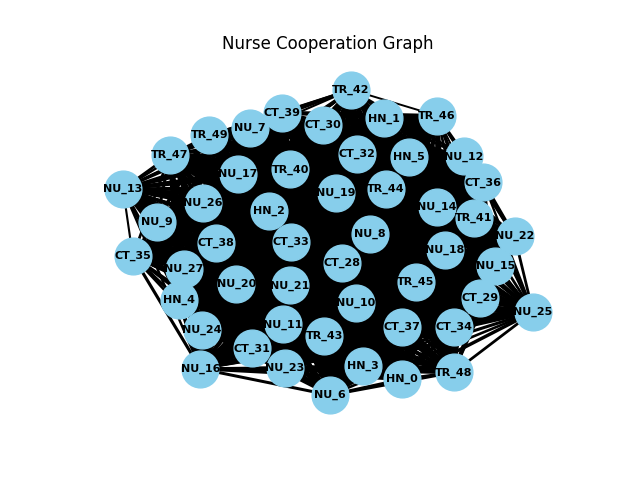 Nurse Cooperation Graph
TR_42
CT_39
TR_46
HN_1
CT_30
NU_7
TR_49
TR_47
CT_32
HN_5
NU_12
TR_40
NU_17
CT_36
NU_13
TR_44
NU_19
NU_26
NU_14
HN_2
TR_41
NU_9
NU_8
NU_22
CT_38
CT_33
NU_18
CT_35
CT_28
NU_15
NU_27
TR_45
NU_20
NU_21
CT_29
HN_4
NU_10
NU_25
NU_11
CT_37
CT_34
NU_24
TR_43
CT_31
HN_3
NU_23
NU_16
TR_48
HN_0
NU_6